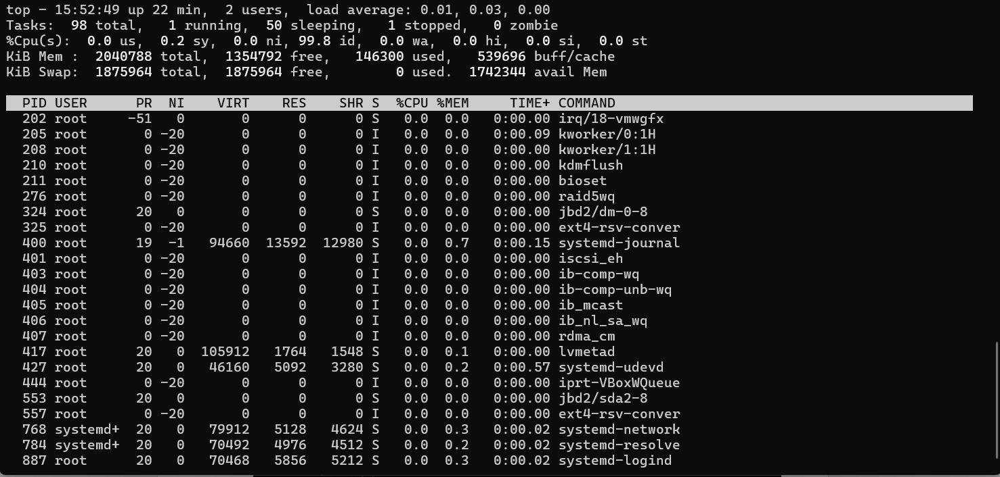 top - 15:52:49 up 22 min,  2 users,  load average: 0.01, 0.03, 0.00
Tasks:  98 total,   1 running,  50 sleeping,   1 stopped,   0 zombie
%Cpu(s):  0.0 us,  0.2 sy,  0.0 ni, 99.8 id,  0.0 wa,  0.0 hi,  0.0 si,  0.0 st
KiB Mem :  2040788 total,  1354792 free,   146300 used,   539696 buff/cache
KiB Swap:  1875964 total,  1875964 free,        0 used.  1742344 avail Mem
  PID USER      PR  NI    VIRT    RES    SHR S  %CPU %MEM     TIME+ COMMAND
  202 root     -51   0       0      0      0 S   0.0  0.0   0:00.00 irq/18-vmwgfx
  205 root       0 -20       0      0      0 I   0.0  0.0   0:00.09 kworker/0:1H
  208 root       0 -20       0      0      0 I   0.0  0.0   0:00.00 kworker/1:1H
  210 root       0 -20       0      0      0 I   0.0  0.0   0:00.00 kdmflush
  211 root       0 -20       0      0      0 I   0.0  0.0   0:00.00 bioset
  276 root       0 -20       0      0      0 I   0.0  0.0   0:00.00 raid5wq
  324 root      20   0       0      0      0 S   0.0  0.0   0:00.00 jbd2/dm-0-8
  325 root       0 -20       0      0      0 I   0.0  0.0   0:00.00 ext4-rsv-conver
  400 root      19  -1   94660  13592  12980 S   0.0  0.7   0:00.15 systemd-journal
  401 root       0 -20       0      0      0 I   0.0  0.0   0:00.00 iscsi_eh
  403 root       0 -20       0      0      0 I   0.0  0.0   0:00.00 ib-comp-wq
  404 root       0 -20       0      0      0 I   0.0  0.0   0:00.00 ib-comp-unb-wq
  405 root       0 -20       0      0      0 I   0.0  0.0   0:00.00 ib_mcast
  406 root       0 -20       0      0      0 I   0.0  0.0   0:00.00 ib_nl_sa_wq
  407 root       0 -20       0      0      0 I   0.0  0.0   0:00.00 rdma_cm
  417 root      20   0  105912   1764   1548 S   0.0  0.1   0:00.00 lvmetad
  427 root      20   0   46160   5092   3280 S   0.0  0.2   0:00.57 systemd-udevd
  444 root       0 -20       0      0      0 I   0.0  0.0   0:00.00 iprt-VBoxWQueue
  553 root      20   0       0      0      0 S   0.0  0.0   0:00.00 jbd2/sda2-8
  557 root       0 -20       0      0      0 I   0.0  0.0   0:00.00 ext4-rsv-conver
  768 systemd+  20   0   79912   5128   4624 S   0.0  0.3   0:00.02 systemd-network
  784 systemd+  20   0   70492   4976   4512 S   0.0  0.2   0:00.02 systemd-resolve
  887 root      20   0   70468   5856   5212 S   0.0  0.3   0:00.02 systemd-logind